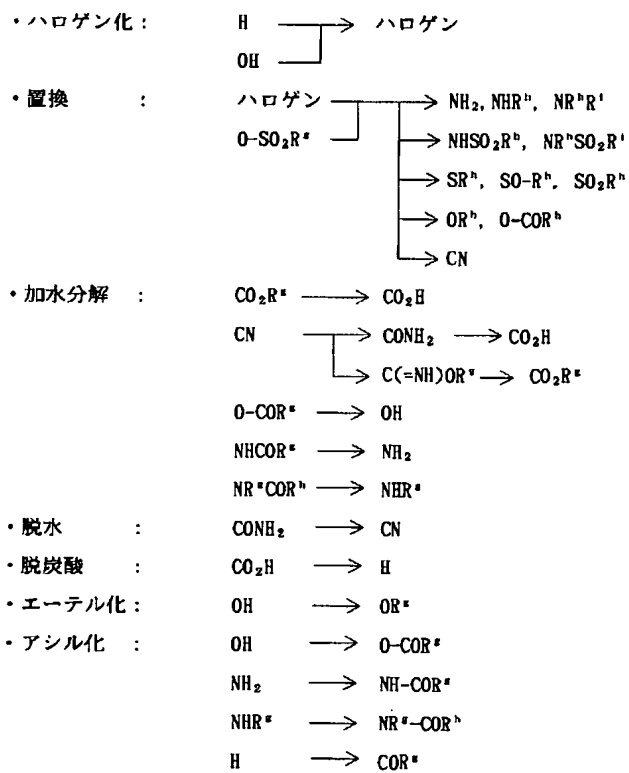 ・ハロゲン化： H → ハロゲン
OH
・置換 ： ハロゲン → NH₂, NHRʰ, NRʰRⁱ
O-SO₂Rᵍ → NHSO₂Rʰ, NRʰSO₂Rⁱ
→ SRʰ, SO-Rʰ, SO₂Rʰ
→ ORʰ, O-CORʰ
→ CN
・加水分解 ： CO₂Rᵍ → CO₂H
CN → CONH₂ → CO₂H
→ C(=NH)ORᵍ → CO₂Rᵍ
O-CORᵍ → OH
NHCORᵍ → NH₂
NRᵍCORʰ → NHRᵍ
・脱水 ： CONH₂ → CN
・脱炭酸 ： CO₂H → H
・エーテル化： OH → ORᵍ
・アシル化 ： OH → O-CORᵍ
NH₂ → NH-CORᵍ
NHRᵍ → NRᵍ-CORʰ
H → CORᵍ